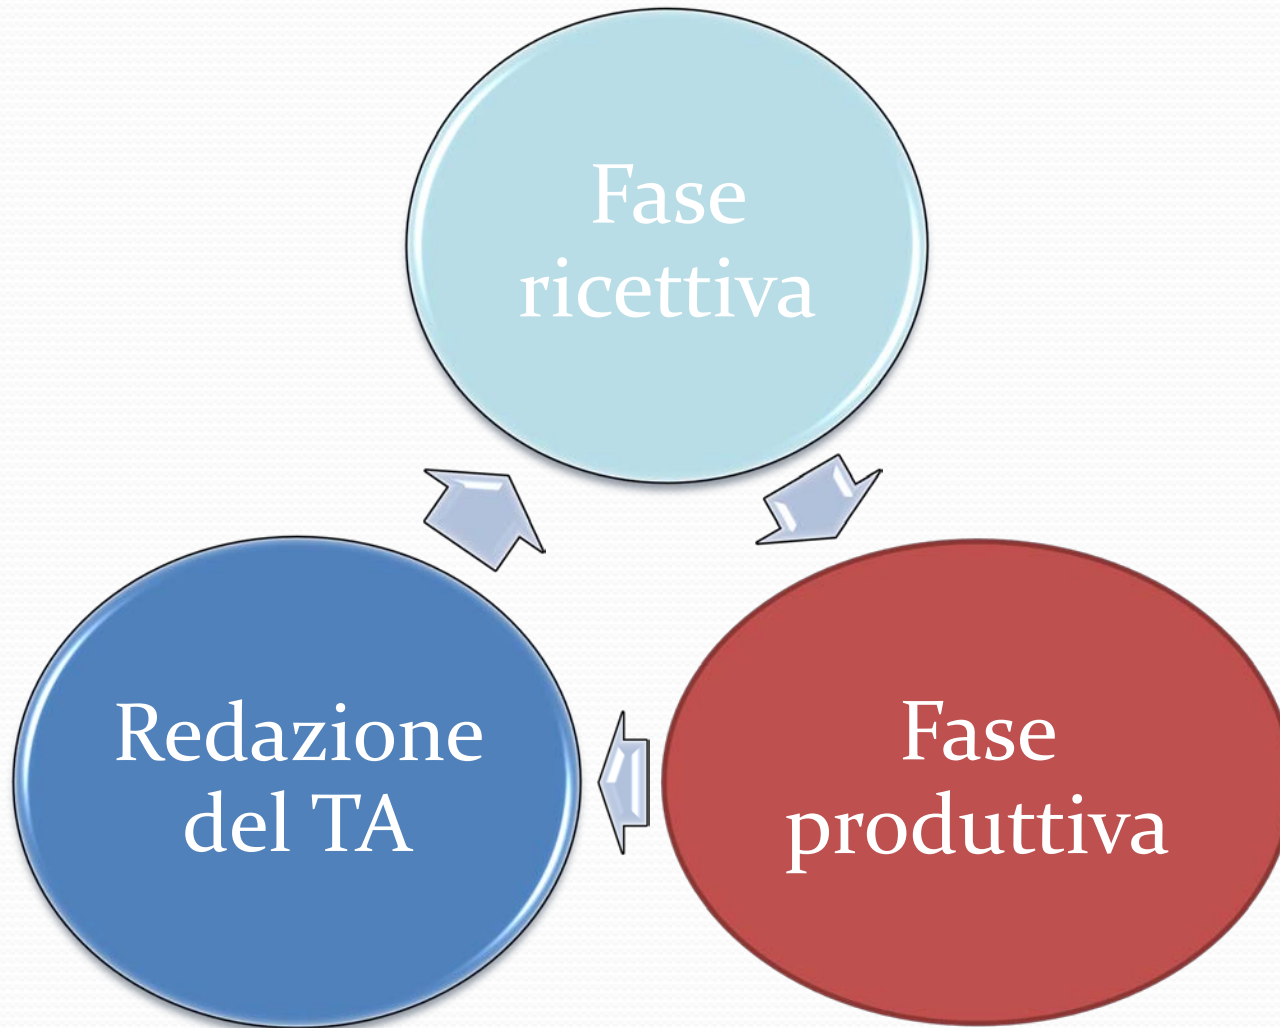 Fase
ricettiva
Redazione
del TA
Fase
produttiva